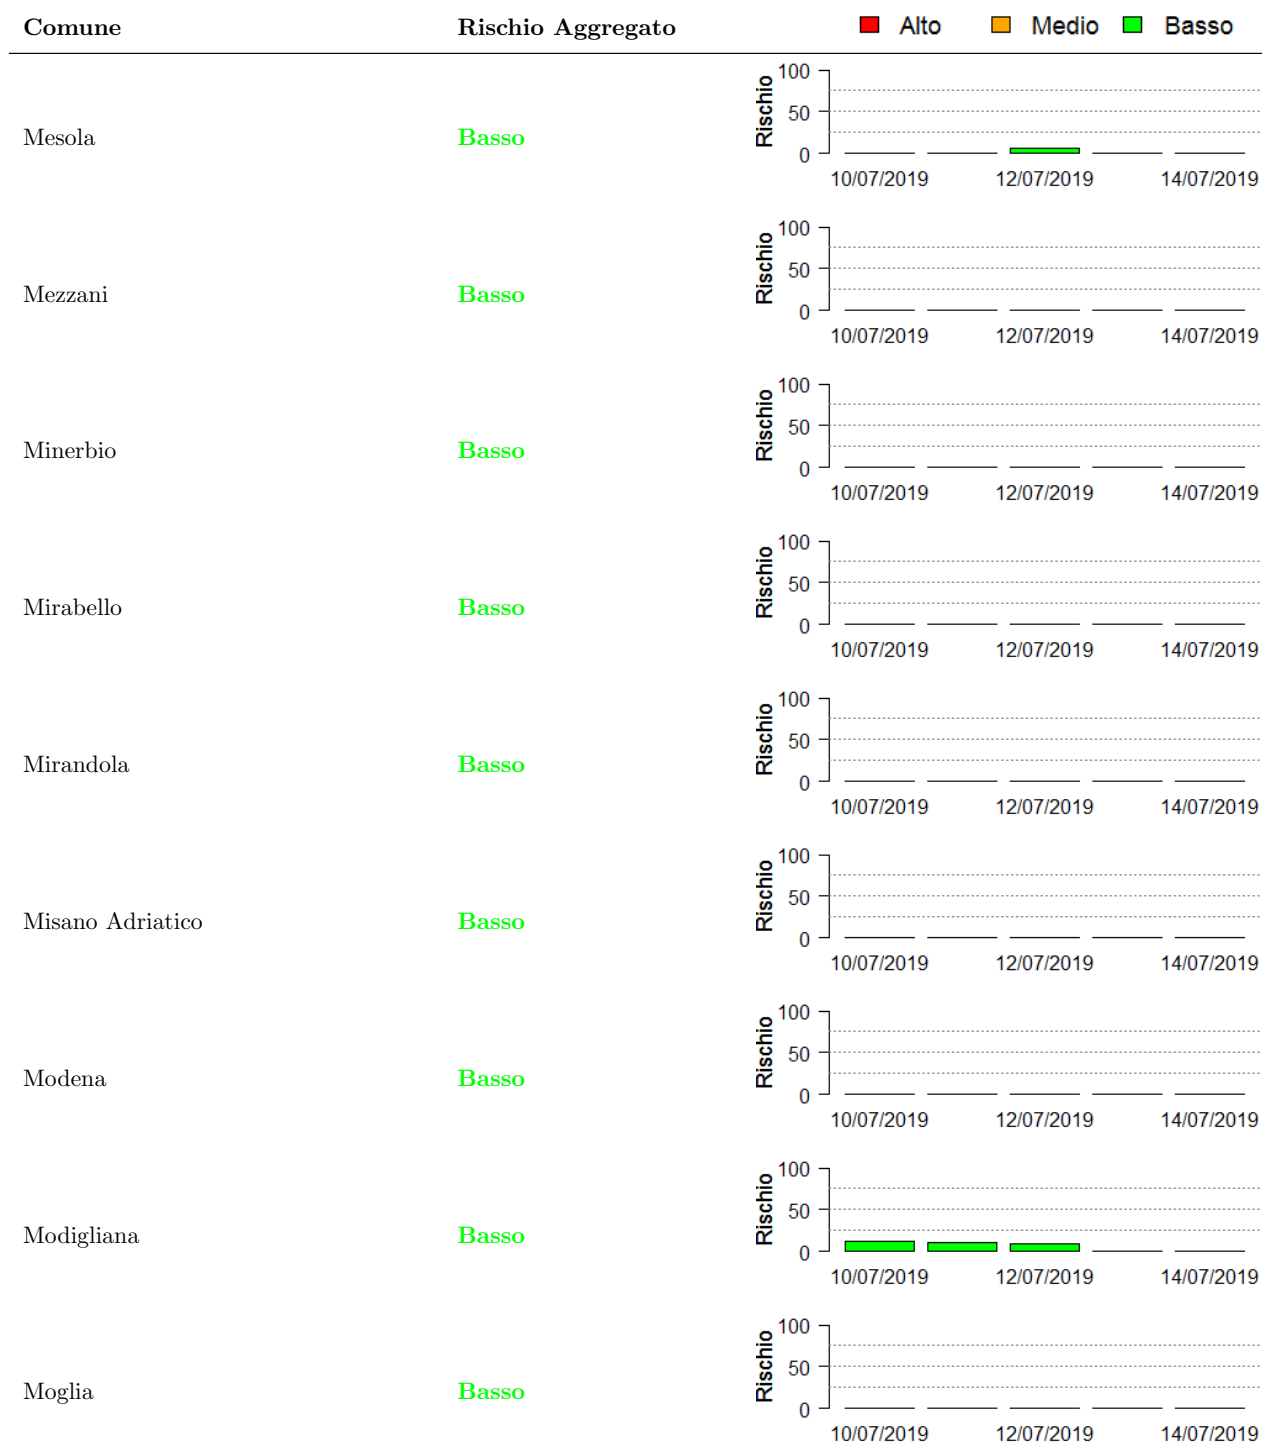 Comune Rischio Aggregato Alto Medio Basso
Mesola Basso Rischio 100 50 0
10/07/2019 12/07/2019 14/07/2019
Mezzani Basso Rischio 100 50 0
10/07/2019 12/07/2019 14/07/2019
Minerbio Basso Rischio 100 50 0
10/07/2019 12/07/2019 14/07/2019
Mirabello Basso Rischio 100 50 0
10/07/2019 12/07/2019 14/07/2019
Mirandola Basso Rischio 100 50 0
10/07/2019 12/07/2019 14/07/2019
Misano Adriatico Basso Rischio 100 50 0
10/07/2019 12/07/2019 14/07/2019
Modena Basso Rischio 100 50 0
10/07/2019 12/07/2019 14/07/2019
Modigliana Basso Rischio 100 50 0
10/07/2019 12/07/2019 14/07/2019
Moglia Basso Rischio 100 50 0
10/07/2019 12/07/2019 14/07/2019